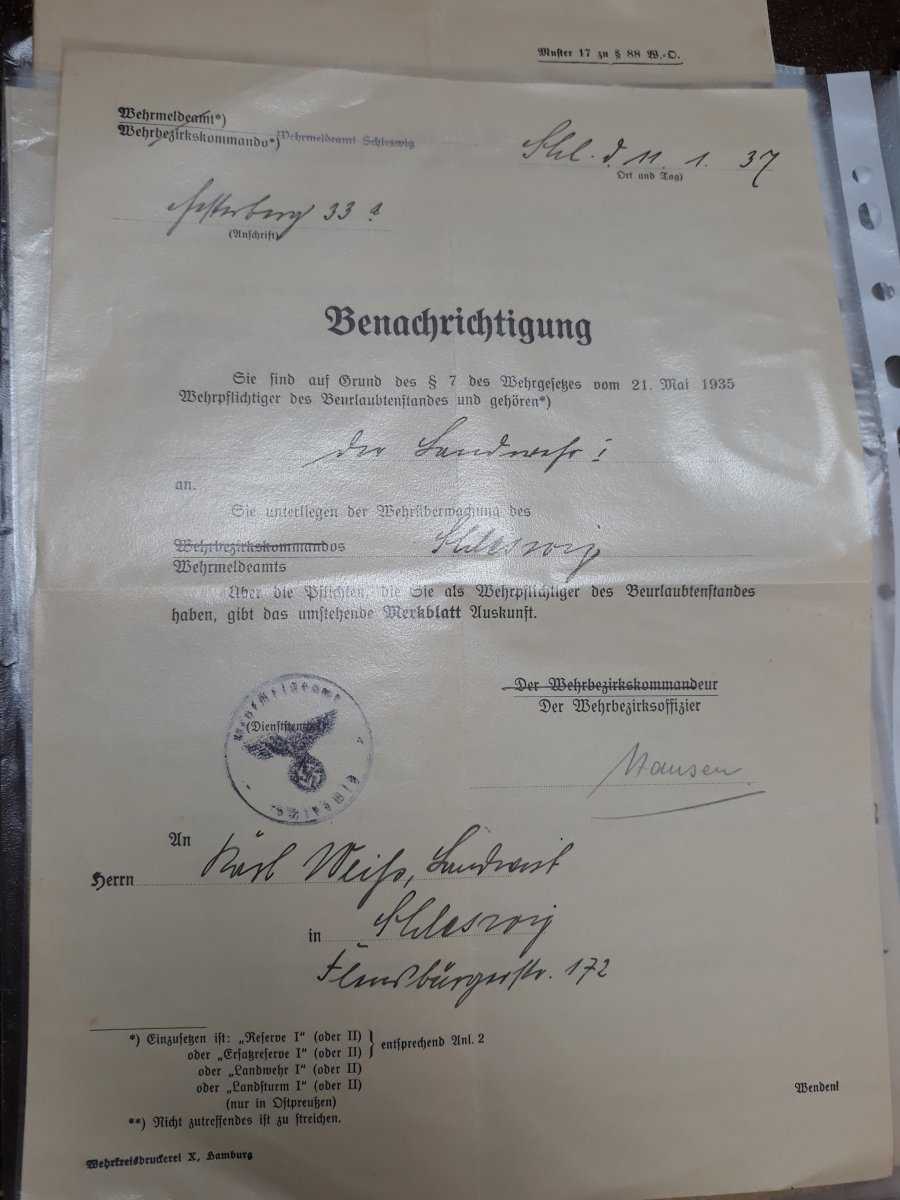 Muster 17 zu § 88 W.-O.
Wehrmeldeamt*)
Wehrbezirkskommando*) Wehrmeldeamt Schleswig
Schl. d. 11. 1. 37
Ort und Tag)
33 a
(Anschrift)
Benachrichtigung
Sie sind auf Grund des § 7 des Wehrgesetzes vom 21. Mai 1935
Wehrpflichtiger des Beurlaubtenstandes und gehören*)
der Landwehr I
an.
Sie unterliegen der Wehrüberwachung des
Wehrbezirkskommandos
Schleswig
Wehrmeldeamts
Über die Pflichten, die Sie als Wehrpflichtiger des Beurlaubtenstandes
haben, gibt das umstehende Merkblatt Auskunft.
Der Wehrbezirkskommandeur
Der Wehrbezirksoffizier
Wehrmeldeamt
(Dienststempel)
Schleswig
Hansen
An
Herrn Karl Weiß, Landwirt
in Schleswig
Flensburgerstr. 172
*) Einzusetzen ist: „Reserve I“ (oder II) } entsprechend Anl. 2
oder „Ersatzreserve I“ (oder II)
oder „Landwehr I“ (oder II)
oder „Landsturm I“ (oder II)
(nur in Ostpreußen)
**) Nicht zutreffendes ist zu streichen.
Wenden!
Wehrkreisdruckerei X, Hamburg